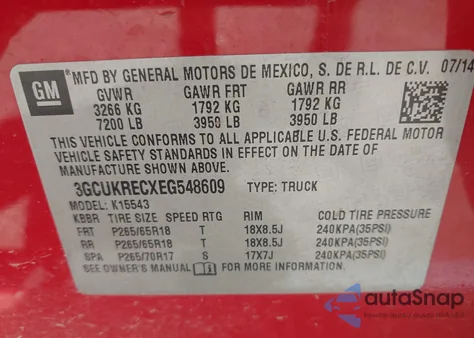 GM
MFD BY GENERAL MOTORS DE MEXICO, S. DE R.L. DE C.V. 07/14
GVWR GAWR FRT GAWR RR
3266 KG 1792 KG 1792 KG
7200 LB 3950 LB 3950 LB
THIS VEHICLE CONFORMS TO ALL APPLICABLE U.S. FEDERAL MOTOR
VEHICLE SAFETY STANDARDS IN EFFECT ON THE DATE OF
MANUFACTURE SHOWN ABOVE.
3GCUKRECXEG548609 TYPE: TRUCK
MODEL: K15543
KBBR TIRE SIZE SPEED RTG RIM COLD TIRE PRESSURE
FRT P265/65R18 T 18X8.5J 240KPA(35PSI)
RR P265/65R18 T 18X8.5J 240KPA(35PSI)
SPA P265/70R17 S 17X7J 240KPA(35PSI)
SEE OWNER'S MANUAL FOR MORE INFORMATION
autoSnap